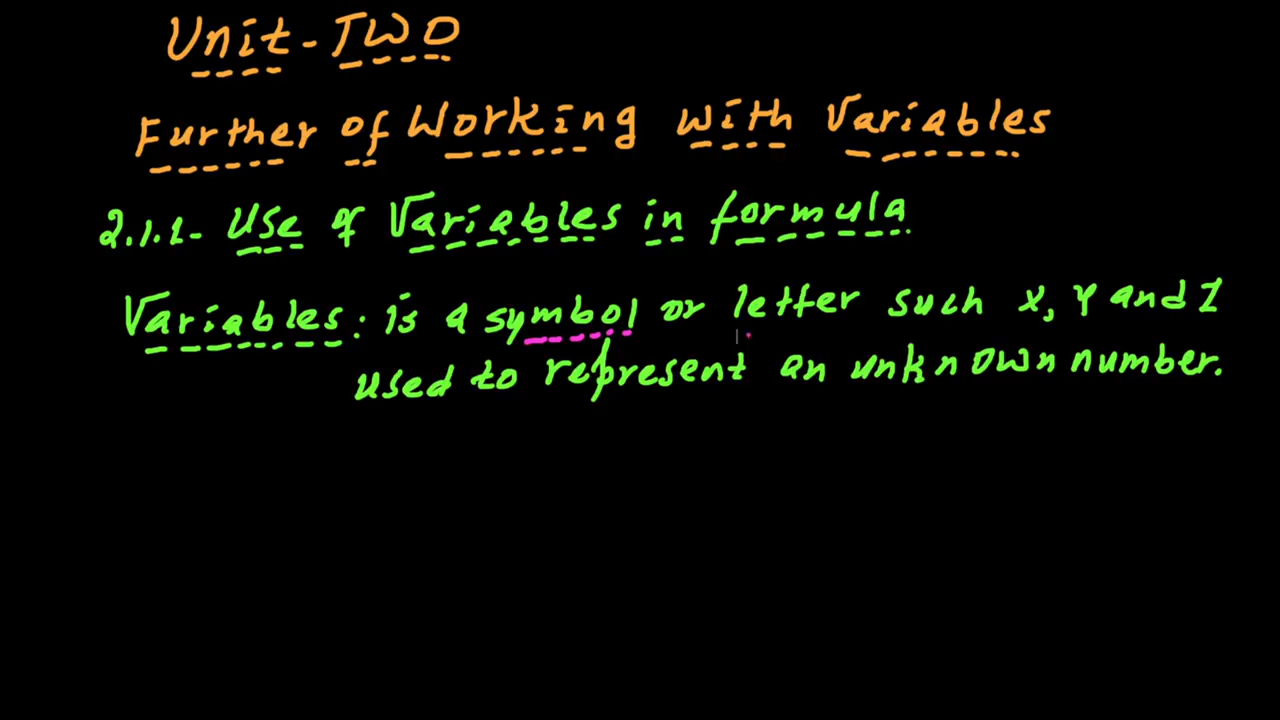 Unit-TWO
Further of Working with Variables
2.1.1- Use of Variables in formula.
Variables: is a symbol or letter such x, Y and Z
used to represent an unknown number.